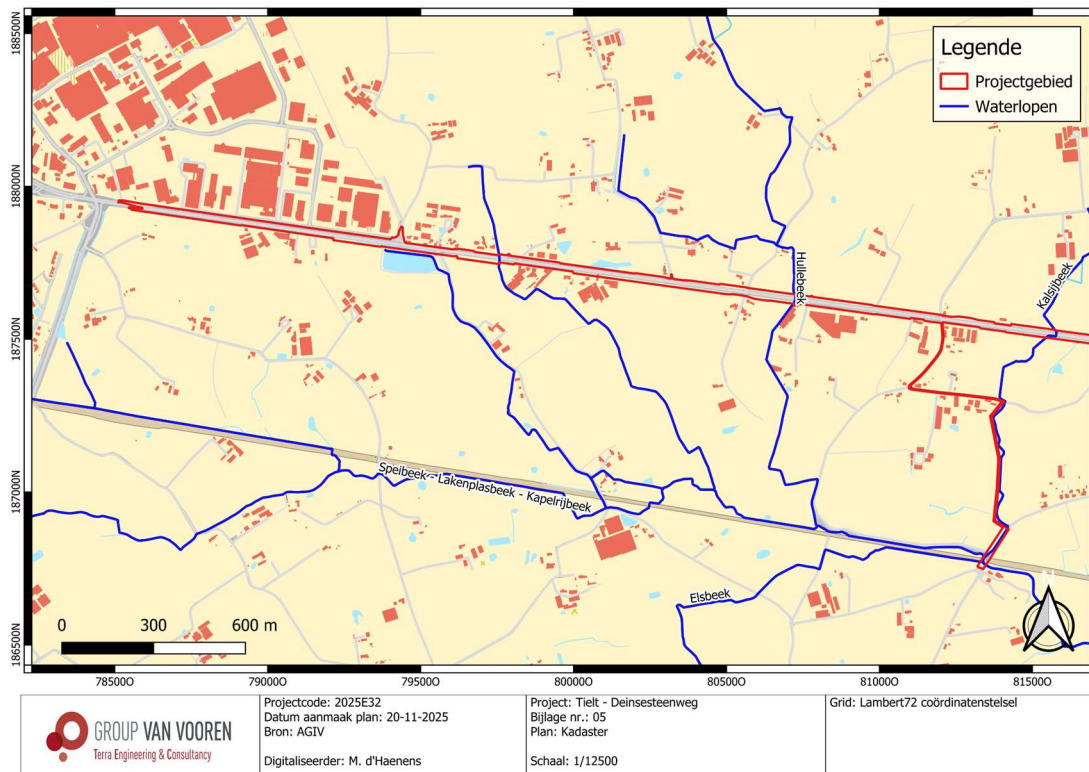 188500N
188000N
187500N
187000N
186500N
Legende
Projectgebied
Waterlopen
Hullebeek
Kalsijbeek
Speibeek - Lakenplasbeek - Kapelrijbeek
Elsbeek
0 300 600 m
N
785000 790000 795000 800000 805000 810000 815000
GROUP VAN VOOREN
Terra Engineering & Consultancy
Projectcode: 2025E32
Datum aanmaak plan: 20-11-2025
Bron: AGIV
Digitaliseerder: M. d'Haenens
Project: Tielt - Deinsesteenweg
Bijlage nr.: 05
Plan: Kadaster
Schaal: 1/12500
Grid: Lambert72 coördinatenstelsel